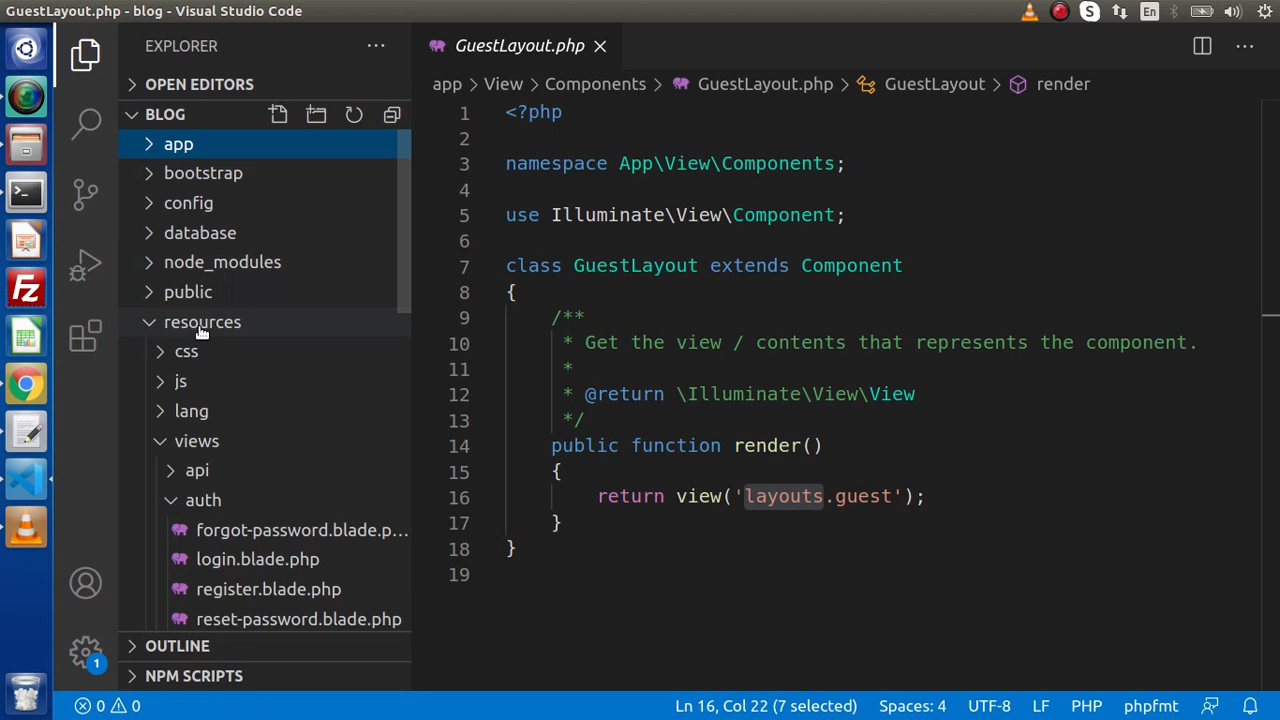 GuestLayout.php - blog - Visual Studio Code
S
En
EXPLORER
OPEN EDITORS
BLOG
app
bootstrap
config
database
node_modules
public
resources
css
js
lang
views
api
auth
forgot-password.blade.p...
login.blade.php
register.blade.php
reset-password.blade.php
OUTLINE
NPM SCRIPTS
1
GuestLayout.php
app > View > Components > GuestLayout.php > GuestLayout > render
1 <?php
2
3 namespace App\View\Components;
4
5 use Illuminate\View\Component;
6
7 class GuestLayout extends Component
8 {
9 /**
10 * Get the view / contents that represents the component.
11 *
12 * @return \Illuminate\View\View
13 */
14 public function render()
15 {
16 return view('layouts.guest');
17 }
18 }
19
0 0 Ln 16, Col 22 (7 selected) Spaces: 4 UTF-8 LF PHP phpfmt